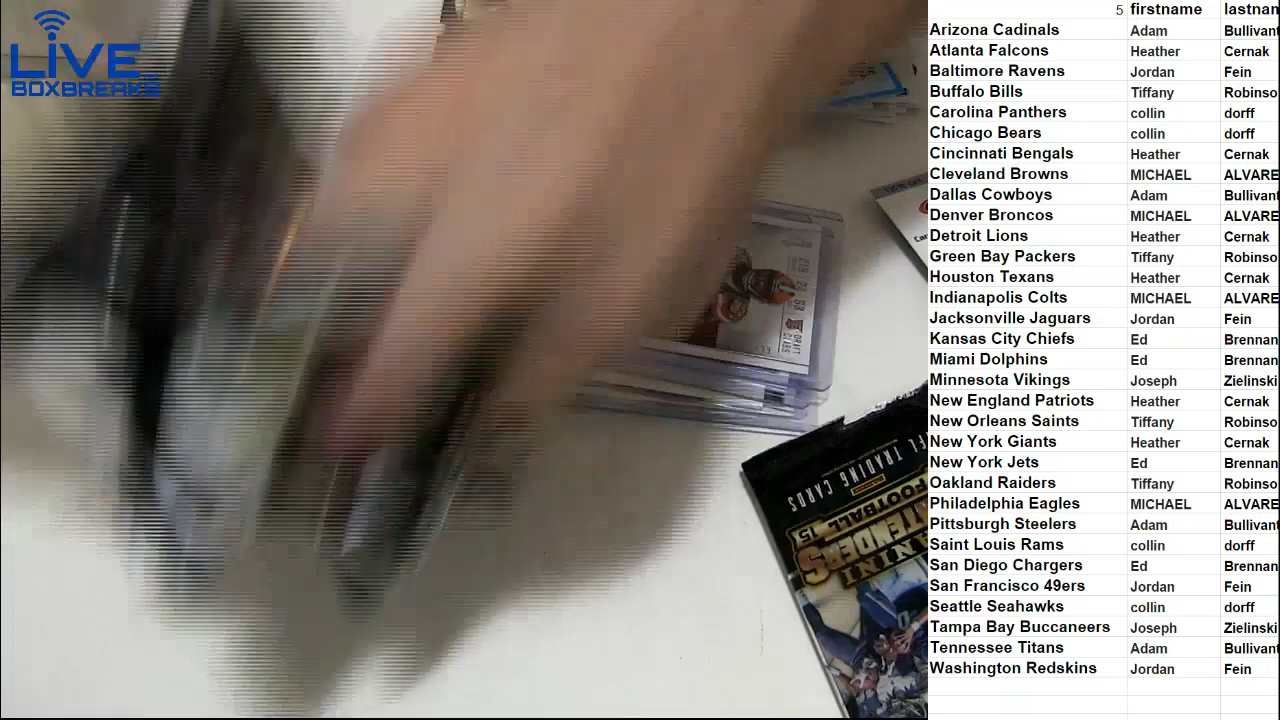 LIVE
BOXBREAKS
5 firstname lastnam
Arizona Cadinals Adam Bullivant
Atlanta Falcons Heather Cernak
Baltimore Ravens Jordan Fein
Buffalo Bills Tiffany Robinso
Carolina Panthers collin dorff
Chicago Bears collin dorff
Cincinnati Bengals Heather Cernak
Cleveland Browns MICHAEL ALVARE
Dallas Cowboys Adam Bullivant
Denver Broncos MICHAEL ALVARE
Detroit Lions Heather Cernak
Green Bay Packers Tiffany Robinso
Houston Texans Heather Cernak
Indianapolis Colts MICHAEL ALVARE
Jacksonville Jaguars Jordan Fein
Kansas City Chiefs Ed Brennan
Miami Dolphins Ed Brennan
Minnesota Vikings Joseph Zielinski
New England Patriots Heather Cernak
New Orleans Saints Tiffany Robinso
New York Giants Heather Cernak
New York Jets Ed Brennan
Oakland Raiders Tiffany Robinso
Philadelphia Eagles MICHAEL ALVARE
Pittsburgh Steelers Adam Bullivant
Saint Louis Rams collin dorff
San Diego Chargers Ed Brennan
San Francisco 49ers Jordan Fein
Seattle Seahawks collin dorff
Tampa Bay Buccaneers Joseph Zielinski
Tennessee Titans Adam Bullivant
Washington Redskins Jordan Fein
DRAFT
CLASS
FL TRADING CARDS
FOOTBALL 15
TENDERS
ANINI